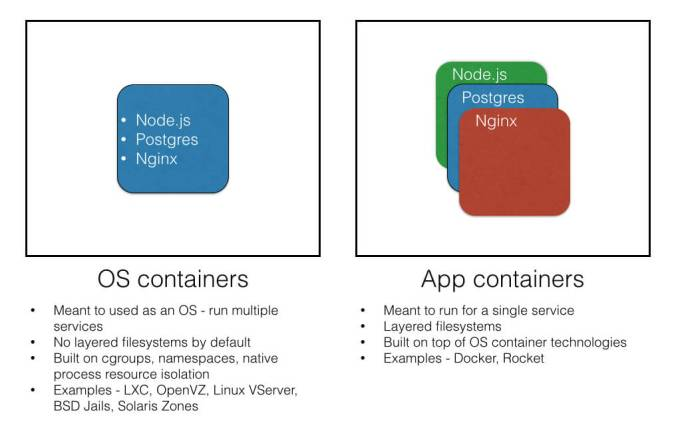 • Node.js
• Postgres
• Nginx
OS containers
• Meant to used as an OS - run multiple
services
• No layered filesystems by default
• Built on cgroups, namespaces, native
process resource isolation
• Examples - LXC, OpenVZ, Linux VServer,
BSD Jails, Solaris Zones
Node.js
Postgres
Nginx
App containers
• Meant to run for a single service
• Layered filesystems
• Built on top of OS container technologies
• Examples - Docker, Rocket